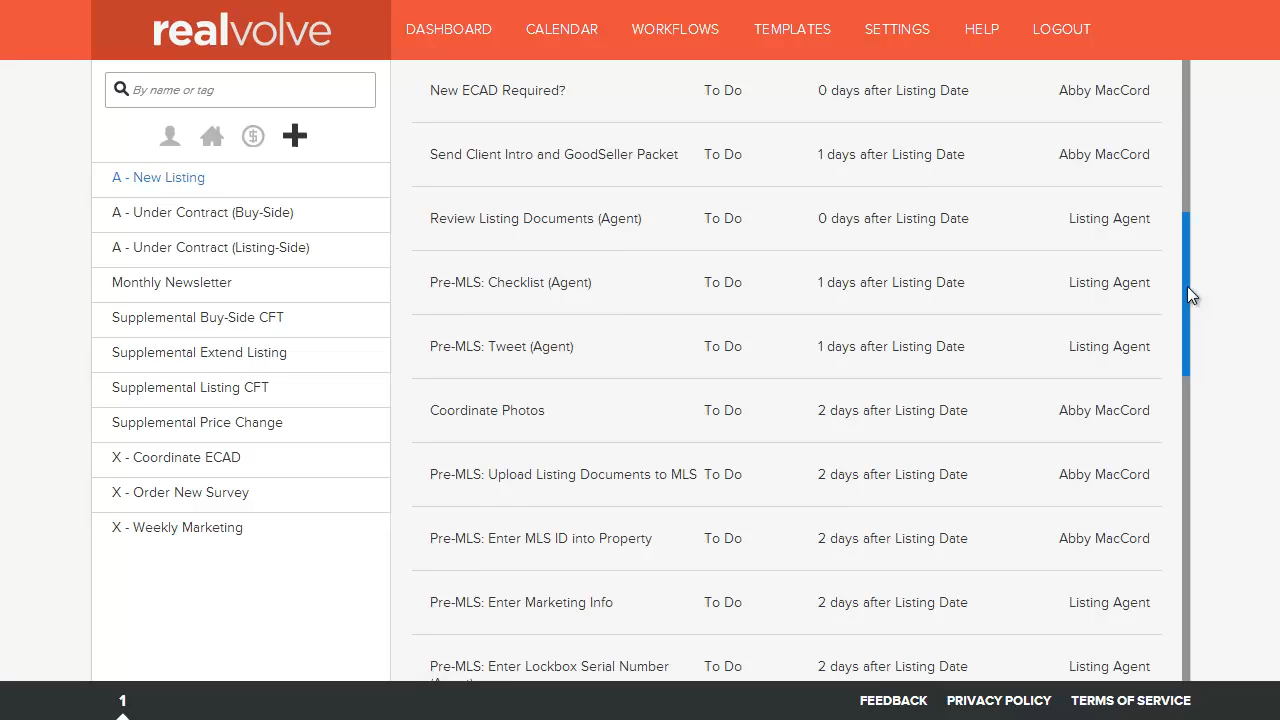 realvolve
DASHBOARD CALENDAR WORKFLOWS TEMPLATES SETTINGS HELP LOGOUT
By name or tag
A - New Listing
A - Under Contract (Buy-Side)
A - Under Contract (Listing-Side)
Monthly Newsletter
Supplemental Buy-Side CFT
Supplemental Extend Listing
Supplemental Listing CFT
Supplemental Price Change
X - Coordinate ECAD
X - Order New Survey
X - Weekly Marketing
New ECAD Required? To Do 0 days after Listing Date Abby MacCord
Send Client Intro and GoodSeller Packet To Do 1 days after Listing Date Abby MacCord
Review Listing Documents (Agent) To Do 0 days after Listing Date Listing Agent
Pre-MLS: Checklist (Agent) To Do 1 days after Listing Date Listing Agent
Pre-MLS: Tweet (Agent) To Do 1 days after Listing Date Listing Agent
Coordinate Photos To Do 2 days after Listing Date Abby MacCord
Pre-MLS: Upload Listing Documents to MLS To Do 2 days after Listing Date Abby MacCord
Pre-MLS: Enter MLS ID into Property To Do 2 days after Listing Date Abby MacCord
Pre-MLS: Enter Marketing Info To Do 2 days after Listing Date Listing Agent
Pre-MLS: Enter Lockbox Serial Number To Do 2 days after Listing Date Listing Agent
1 FEEDBACK PRIVACY POLICY TERMS OF SERVICE